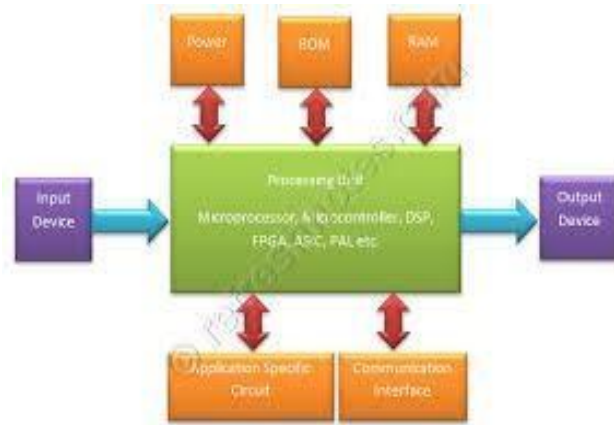 Power
ROM
RAM
Input
Device
Processing Unit
Microprocessor, Microcontroller, DSP,
FPGA, ASIC, PAL etc
Output
Device
Application Specific
Circuit
Communication
Interface